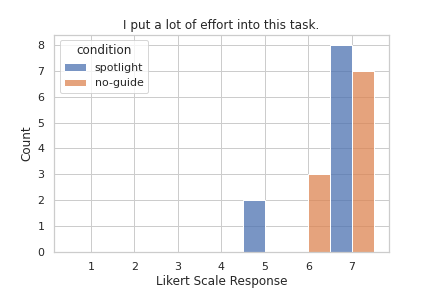 I put a lot of effort into this task.
condition
spotlight
no-guide
8
7
6
5
4
3
2
1
0
Count
1 2 3 4 5 6 7
Likert Scale Response